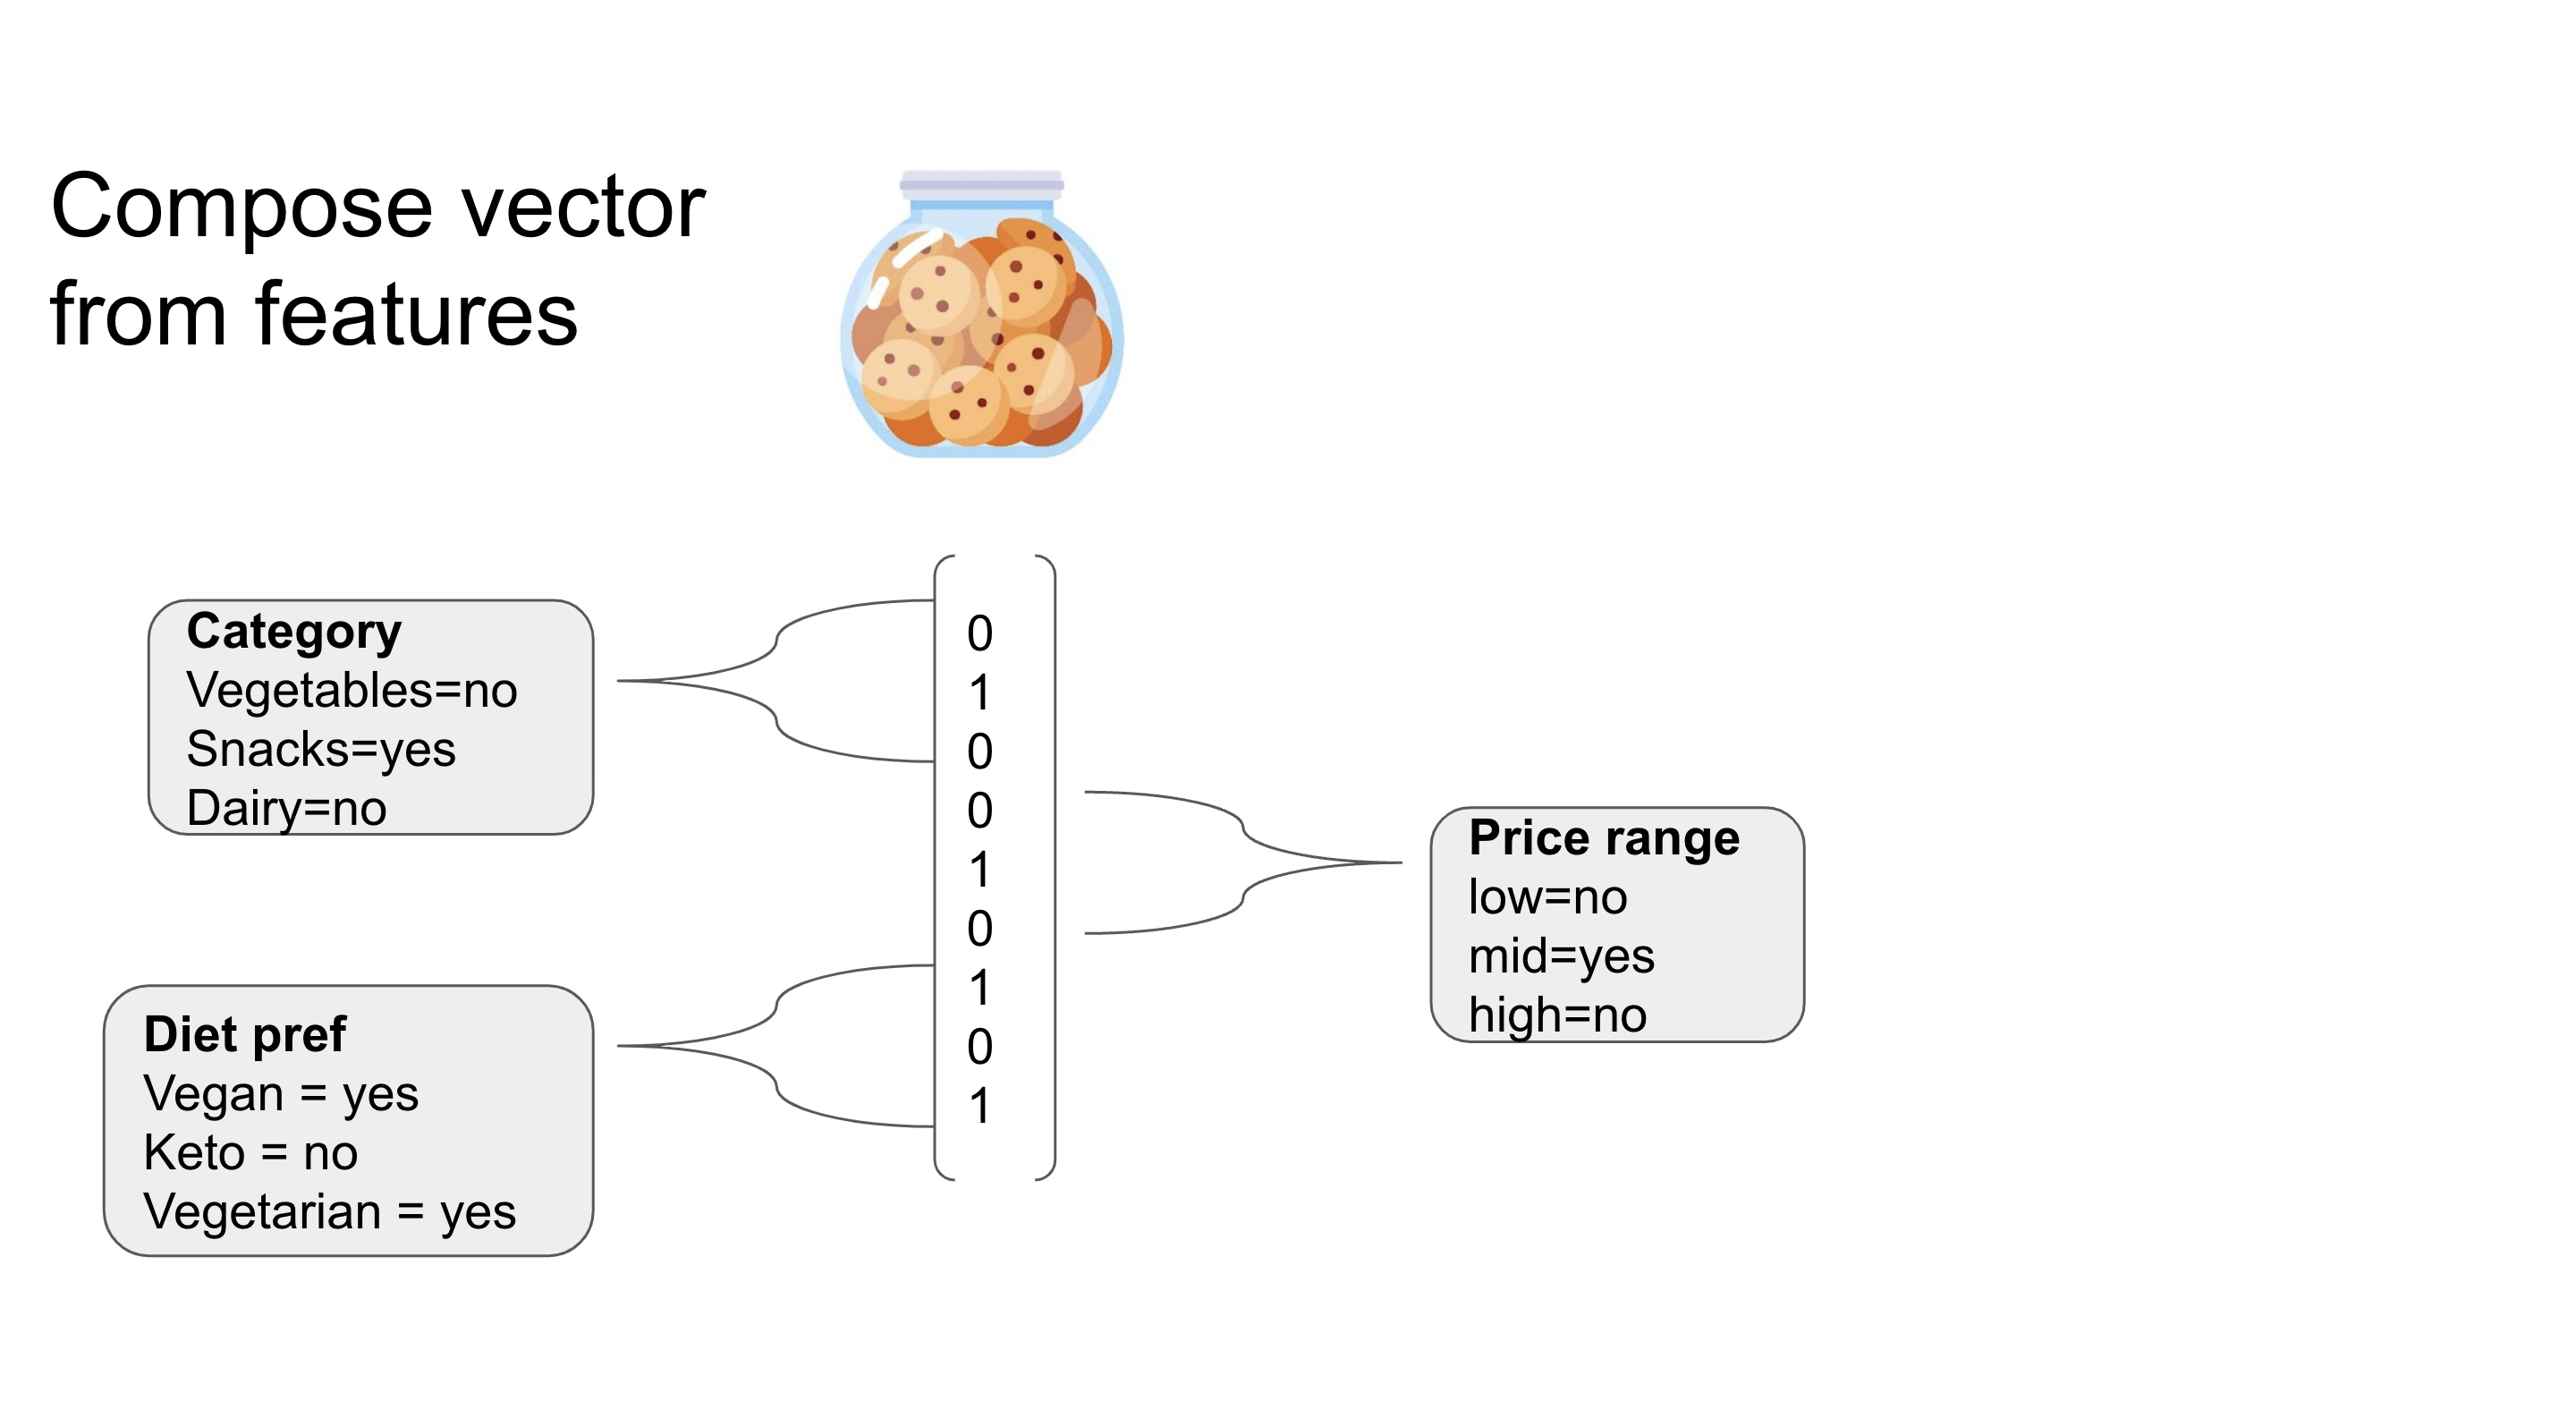 Compose vector
from features
Category
Vegetables=no
Snacks=yes
Dairy=no
0
1
0
0
1
0
1
0
1
Price range
low=no
mid=yes
high=no
Diet pref
Vegan = yes
Keto = no
Vegetarian = yes